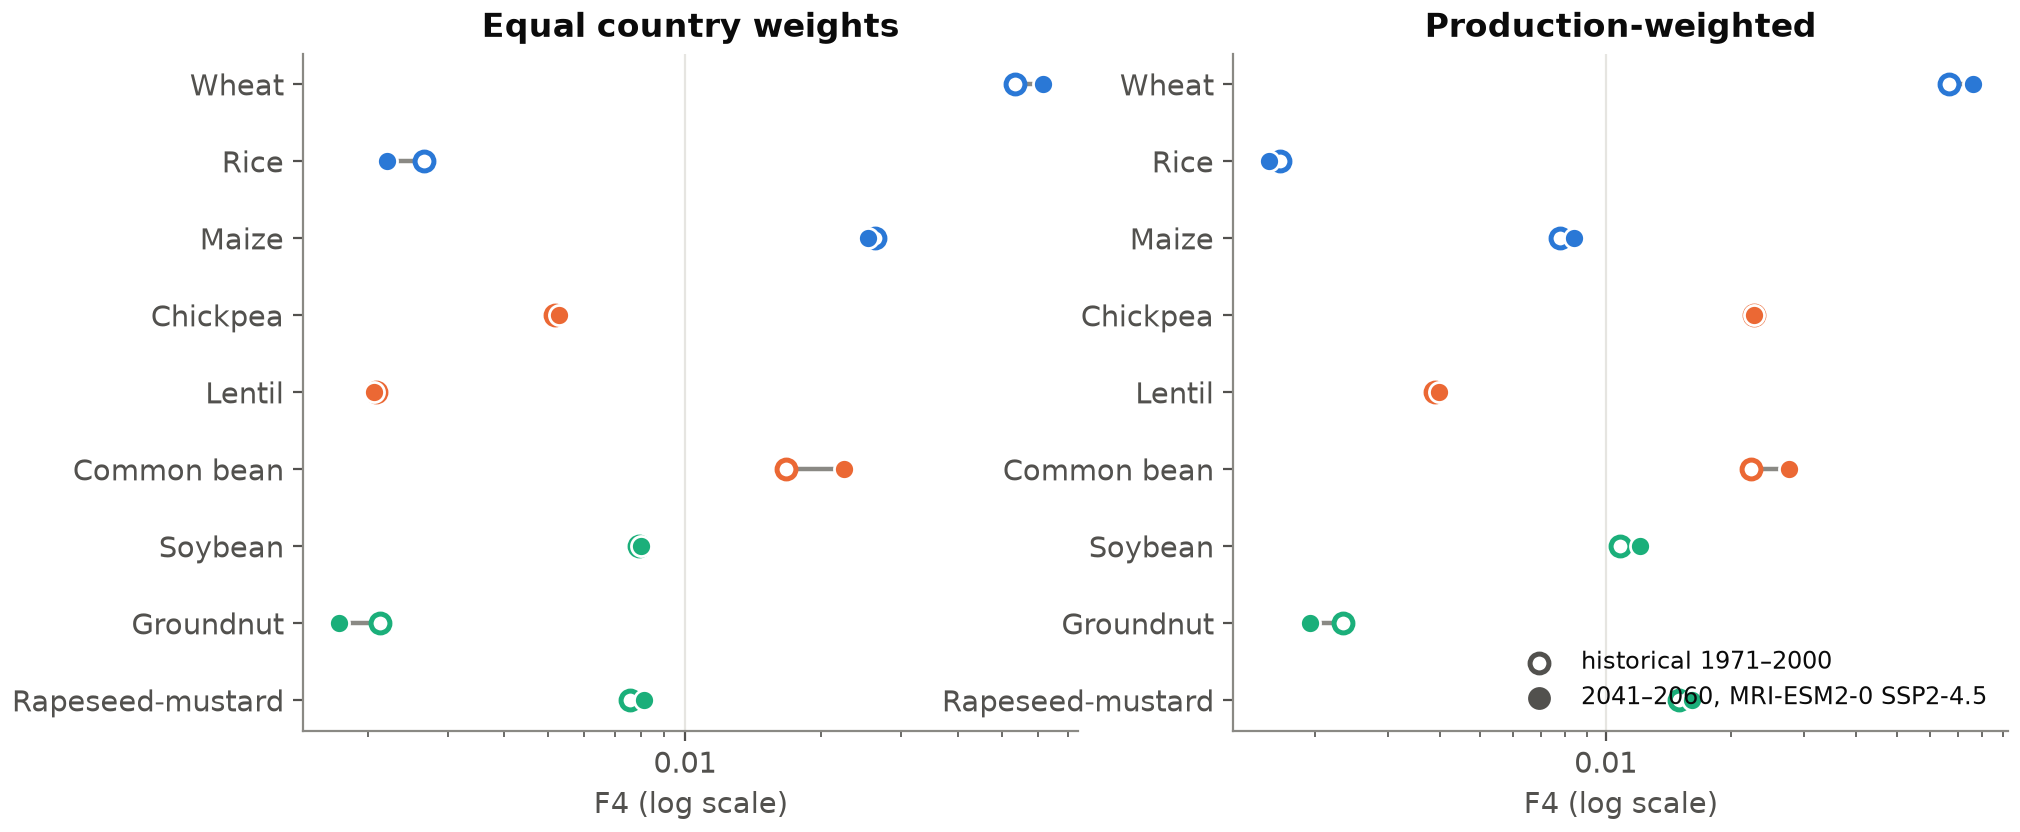 Equal country weights
Wheat
Rice
Maize
Chickpea
Lentil
Common bean
Soybean
Groundnut
Rapeseed-mustard
0.01
F4 (log scale)
Production-weighted
Wheat
Rice
Maize
Chickpea
Lentil
Common bean
Soybean
Groundnut
Rapeseed-mustard
historical 1971–2000
2041–2060, MRI-ESM2-0 SSP2-4.5
0.01
F4 (log scale)